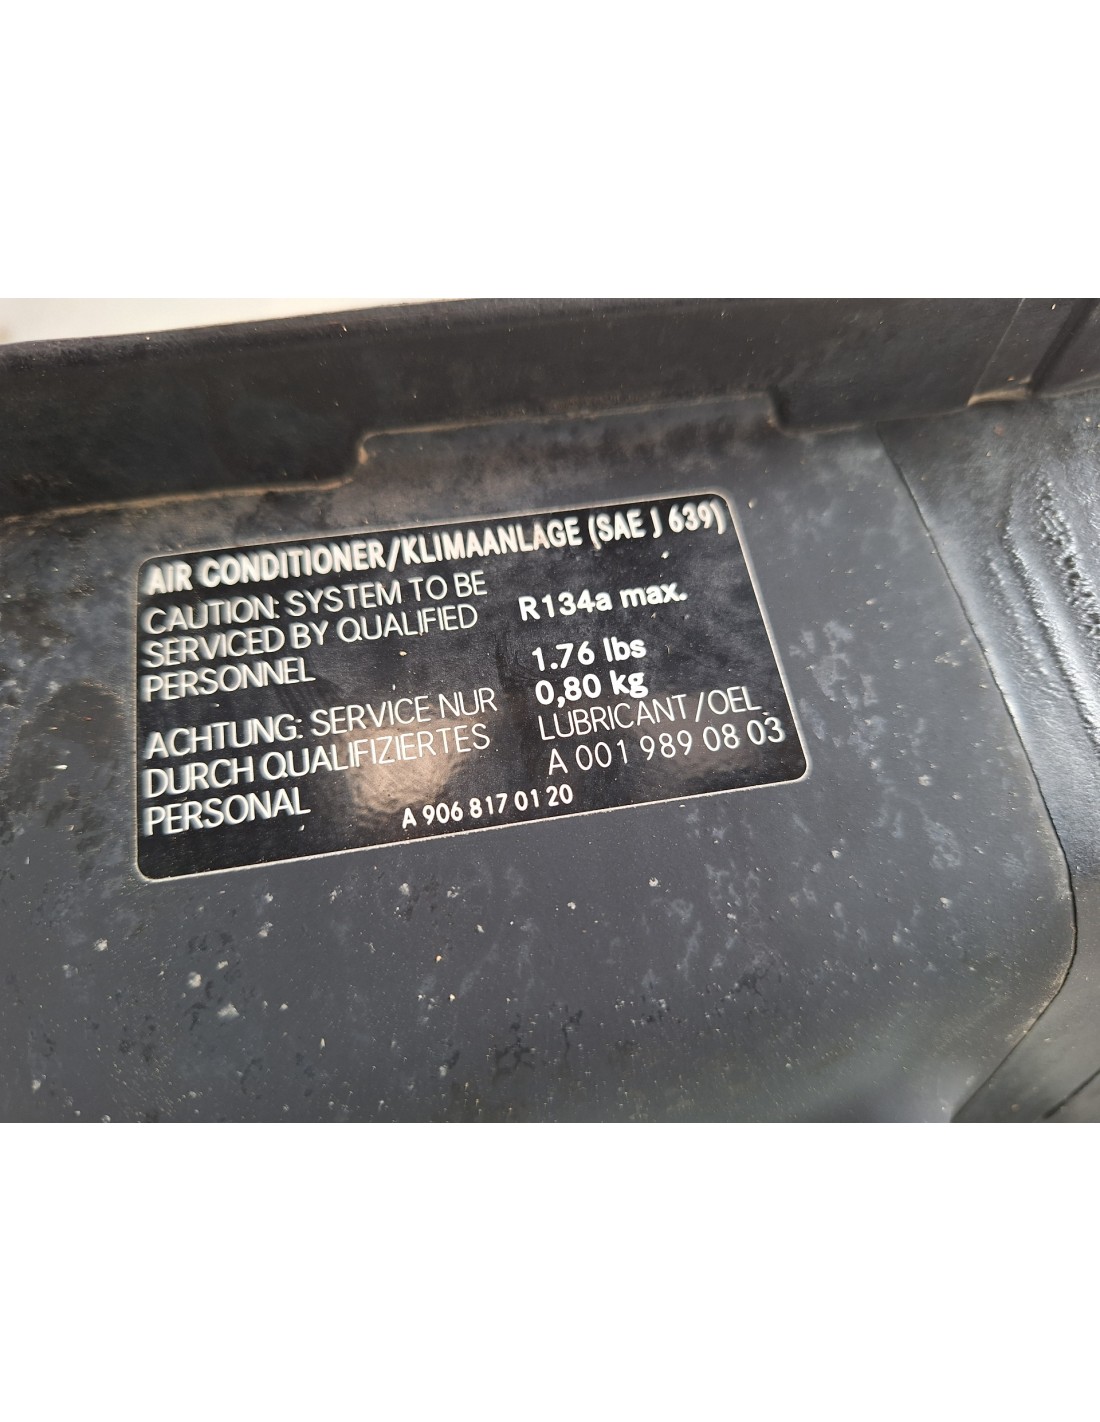 AIR CONDITIONER/KLIMAANLAGE (SAE J 639)
CAUTION: SYSTEM TO BE
SERVICED BY QUALIFIED
PERSONNEL
ACHTUNG: SERVICE NUR
DURCH QUALIFIZIERTES
PERSONAL
R134a max.
1.76 lbs
0,80 kg
LUBRICANT/OEL
A 001 989 08 03
A 906 817 01 20